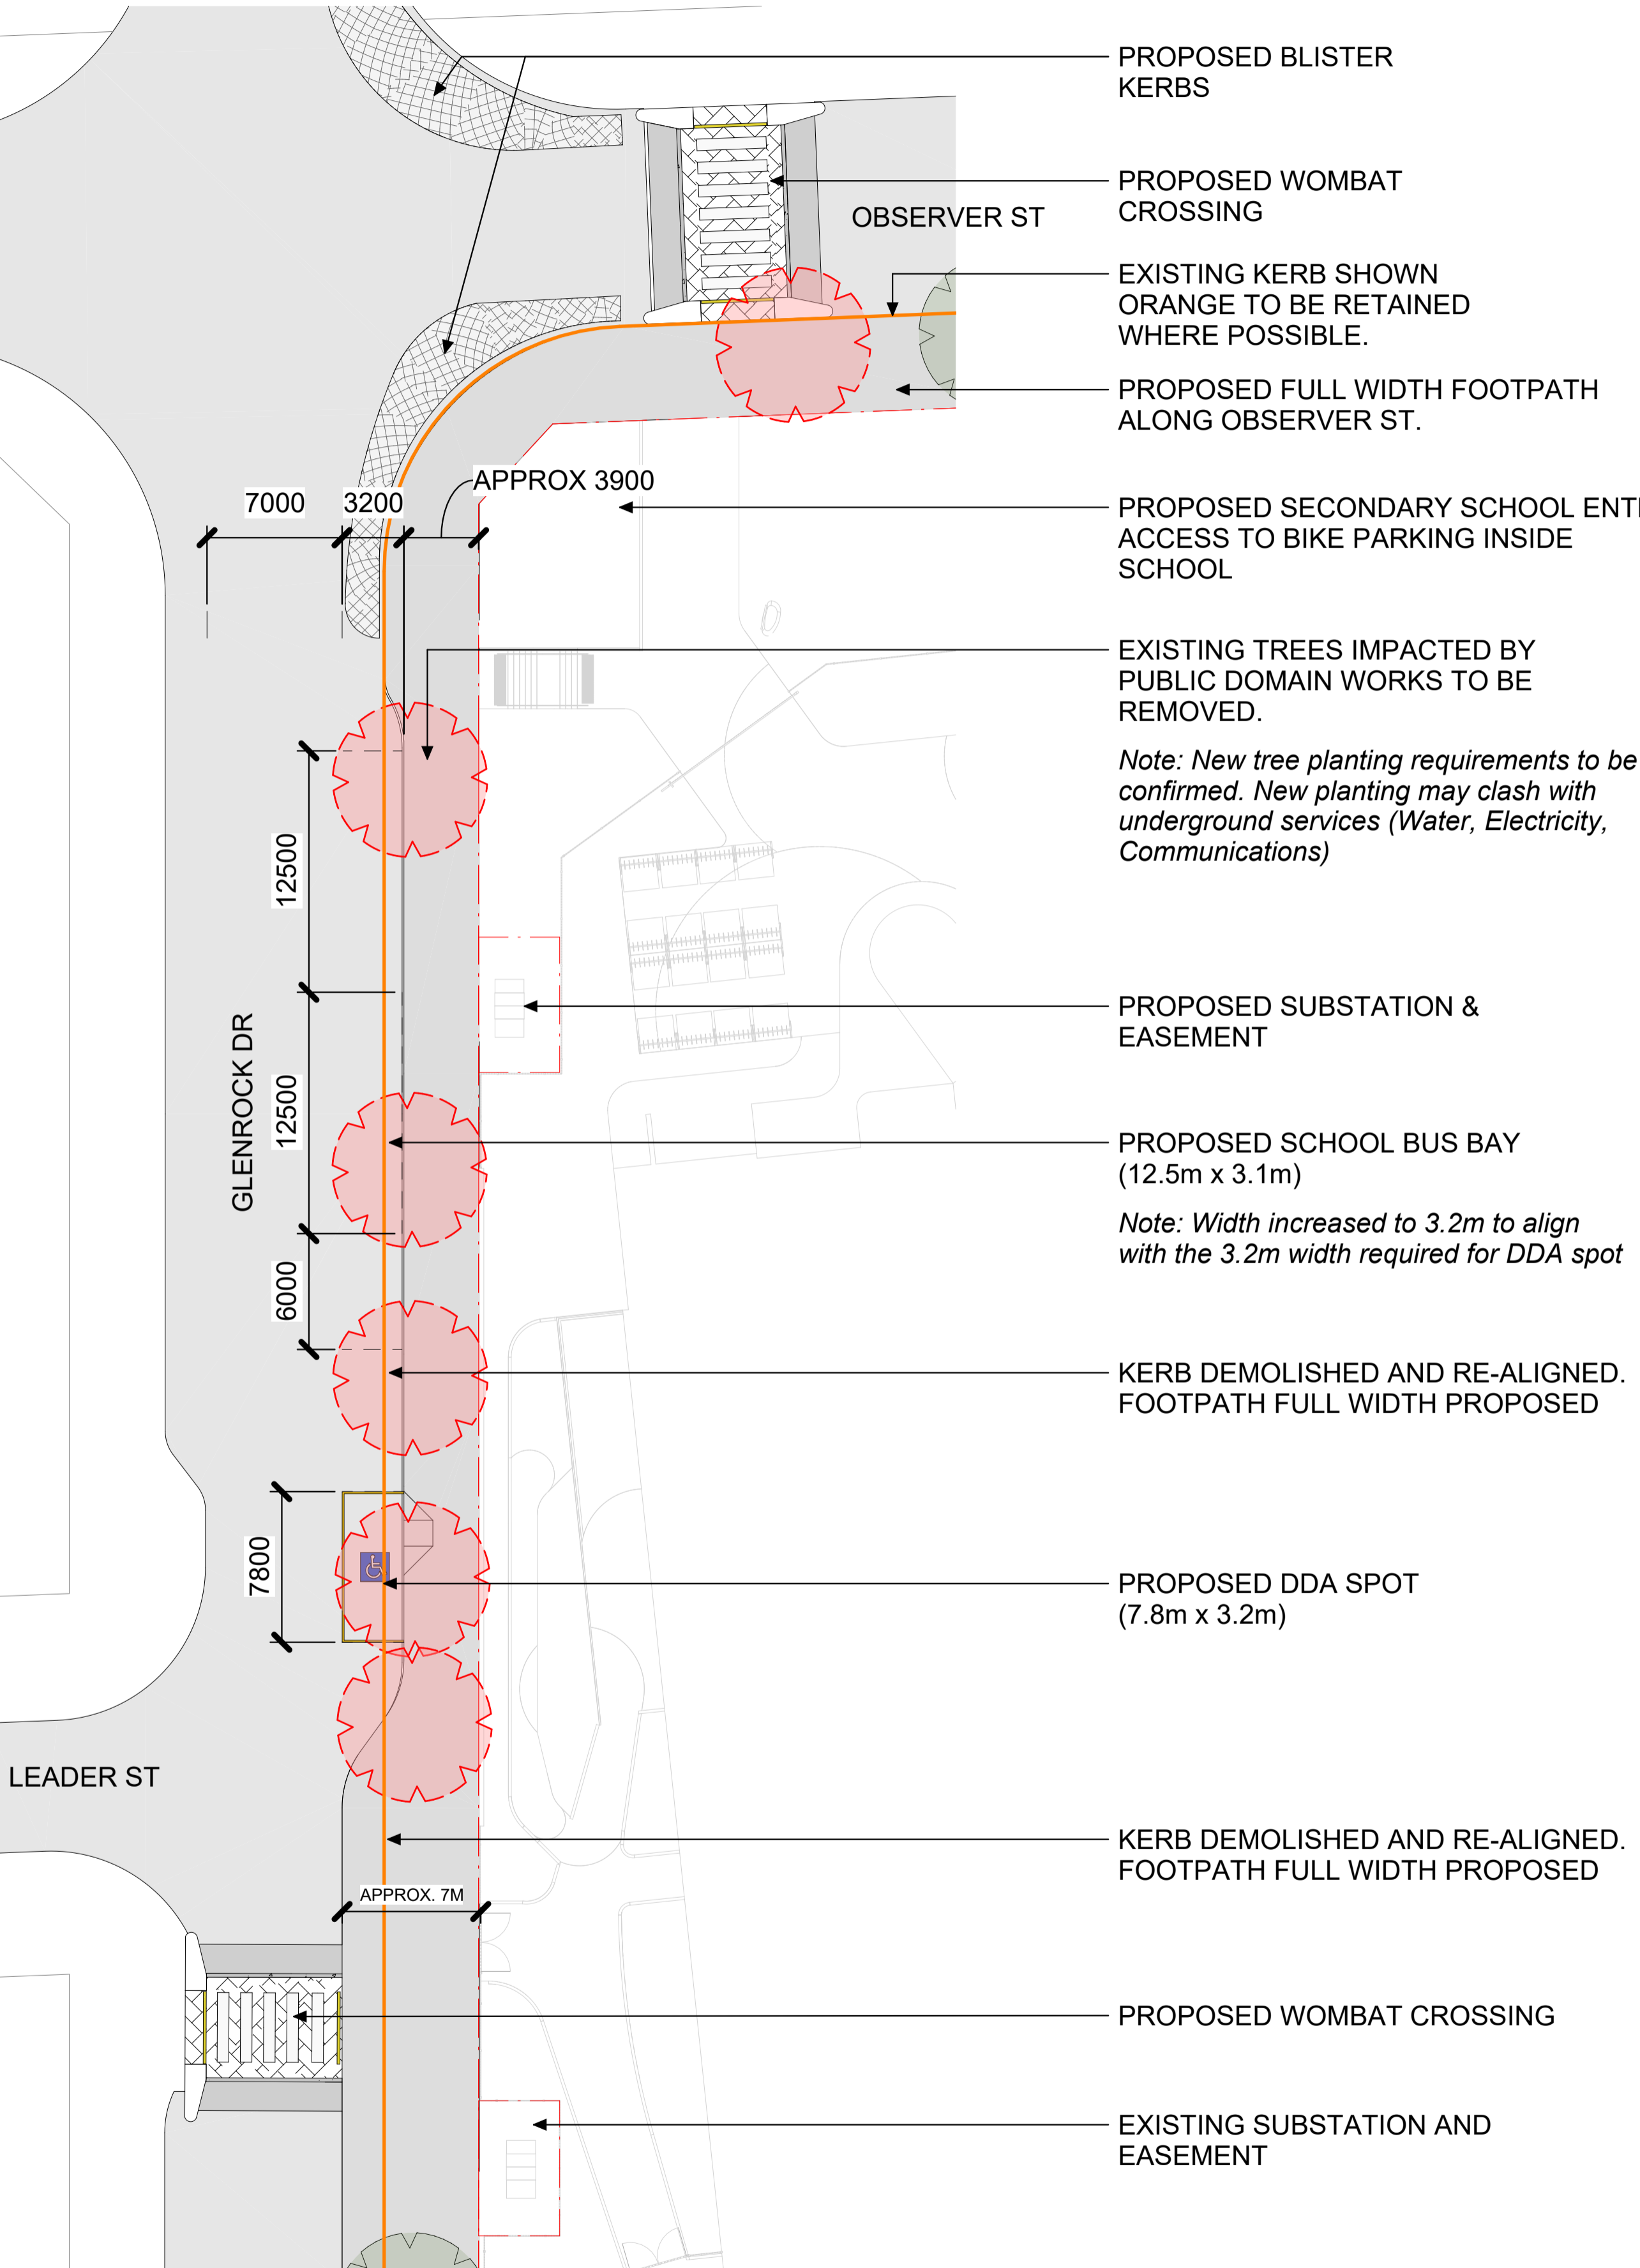 PROPOSED BLISTER
KERBS
PROPOSED WOMBAT
CROSSING
OBSERVER ST
EXISTING KERB SHOWN
ORANGE TO BE RETAINED
WHERE POSSIBLE.
PROPOSED FULL WIDTH FOOTPATH
ALONG OBSERVER ST.
APPROX 3900
7000
3200
PROPOSED SECONDARY SCHOOL
ACCESS TO BIKE PARKING INSIDE
SCHOOL
EXISTING TREES IMPACTED BY
PUBLIC DOMAIN WORKS TO BE
REMOVED.
Note: New tree planting requirements to be
confirmed. New planting may clash with
underground services (Water, Electricity,
Communications)
12500
PROPOSED SUBSTATION &
EASEMENT
GLENROCK DR
12500
PROPOSED SCHOOL BUS BAY
(12.5m x 3.1m)
Note: Width increased to 3.2m to align
with the 3.2m width required for DDA spot
6000
KERB DEMOLISHED AND RE-ALIGNED.
FOOTPATH FULL WIDTH PROPOSED
7800
PROPOSED DDA SPOT
(7.8m x 3.2m)
LEADER ST
KERB DEMOLISHED AND RE-ALIGNED.
FOOTPATH FULL WIDTH PROPOSED
APPROX. 7M
PROPOSED WOMBAT CROSSING
EXISTING SUBSTATION AND
EASEMENT